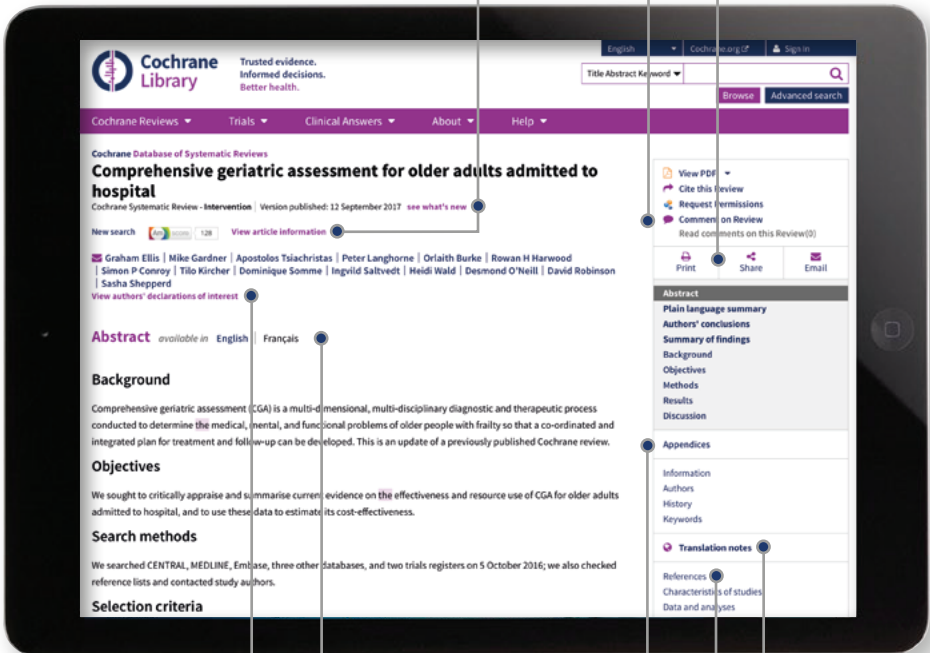 English Cochrane.org Sign In
Cochrane
Library
Trusted evidence.
Informed decisions.
Better health.
Title Abstract Keyword
Browse Advanced search
Cochrane Reviews Trials Clinical Answers About Help
Cochrane Database of Systematic Reviews
Comprehensive geriatric assessment for older adults admitted to
hospital
Cochrane Systematic Review - Intervention | Version published: 12 September 2017 see what's new
New search Am score 128 View article information
Graham Ellis | Mike Gardner | Apostolos Tsiachristas | Peter Langhorne | Orlaith Burke | Rowan H Harwood
| Simon P Conroy | Tilo Kircher | Dominique Somme | Ingvild Saltvedt | Heidi Wald | Desmond O'Neill | David Robinson
| Sasha Shepperd
View authors' declarations of interest
Abstract available in English | Français
Background
Comprehensive geriatric assessment (CGA) is a multi-dimensional, multi-disciplinary diagnostic and therapeutic process
conducted to determine the medical, mental, and functional problems of older people with frailty so that a co-ordinated and
integrated plan for treatment and follow-up can be developed. This is an update of a previously published Cochrane review.
Objectives
We sought to critically appraise and summarise current evidence on the effectiveness and resource use of CGA for older adults
admitted to hospital, and to use these data to estimate its cost-effectiveness.
Search methods
We searched CENTRAL, MEDLINE, Embase, three other databases, and two trials registers on 5 October 2016; we also checked
reference lists and contacted study authors.
Selection criteria
View PDF
Cite this Review
Request Permissions
Comment on Review
Read comments on this Review(0)
Print Share Email
Abstract
Plain language summary
Authors' conclusions
Summary of findings
Background
Objectives
Methods
Results
Discussion
Appendices
Information
Authors
History
Keywords
Translation notes
References
Characteristics of studies
Data and analyses